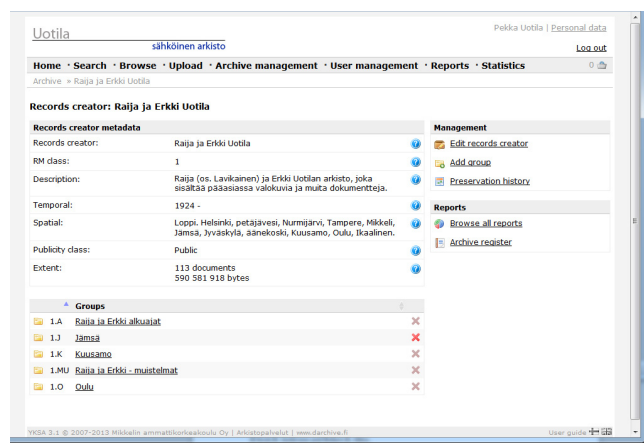 Uotila
sähköinen arkisto
Pekka Uotila | Personal data
Log out
Home · Search · Browse · Upload · Archive management · User management · Reports · Statistics
0
Archive » Raija ja Erkki Uotila
Records creator: Raija ja Erkki Uotila
Records creator metadata
Records creator: Raija ja Erkki Uotila
RM class: 1
Description: Raija (os. Lavikainen) ja Erkki Uotilan arkisto, joka
sisältää pääasiassa valokuvia ja muita dokumentteja.
Temporal: 1924 -
Spatial: Loppi. Helsinki, petäjävesi, Nurmijärvi, Tampere, Mikkeli,
Jämsä, Jyväskylä, äänekoski, Kuusamo, Oulu, Ikaalinen.
Publicity class: Public
Extent: 113 documents
590 581 918 bytes
Groups
1.A Raija ja Erkki alkuajat
1.J Jämsä
1.K Kuusamo
1.MU Raija ja Erkki - muistelmat
1.O Oulu
Management
Edit records creator
Add group
Preservation history
Reports
Browse all reports
Archive register
YKSA 3.1 © 2007-2013 Mikkelin ammattikorkeakoulu Oy | Arkistopalvelut | www.darchive.fi
User guide